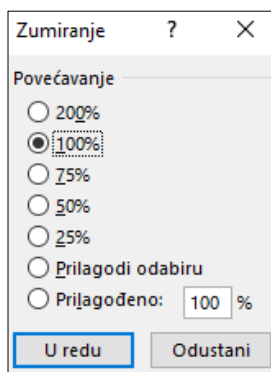 Zumiranje ?
Povećavanje
200%
100%
75%
50%
25%
Prilagodi odabiru
Prilagođeno: 100 %
U redu Odustani